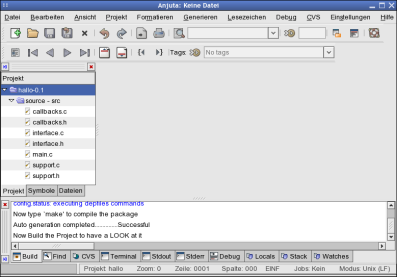 Anjuta: Keine Datei
Datei Bearbeiten Ansicht Projekt Formatieren Generieren Lesezeichen Debug CVS Einstellungen Hilfe
Tags: No tags
Projekt
hallo-0.1
source - src
callbacks.c
callbacks.h
interface.c
interface.h
main.c
support.c
support.h
Projekt Symbole Dateien
config.status: executing depfiles commands
Now type 'make' to compile the package
Auto generation completed............Successful
Now Build the Project to have a LOOK at it
Build Find CVS Terminal Stdout Stderr Debug Locals Stack Watches
Projekt: hallo Zoom: 0 Zeile: 0001 Spalte: 000 EINF Jobs: Kein Modus: Unix (LF)